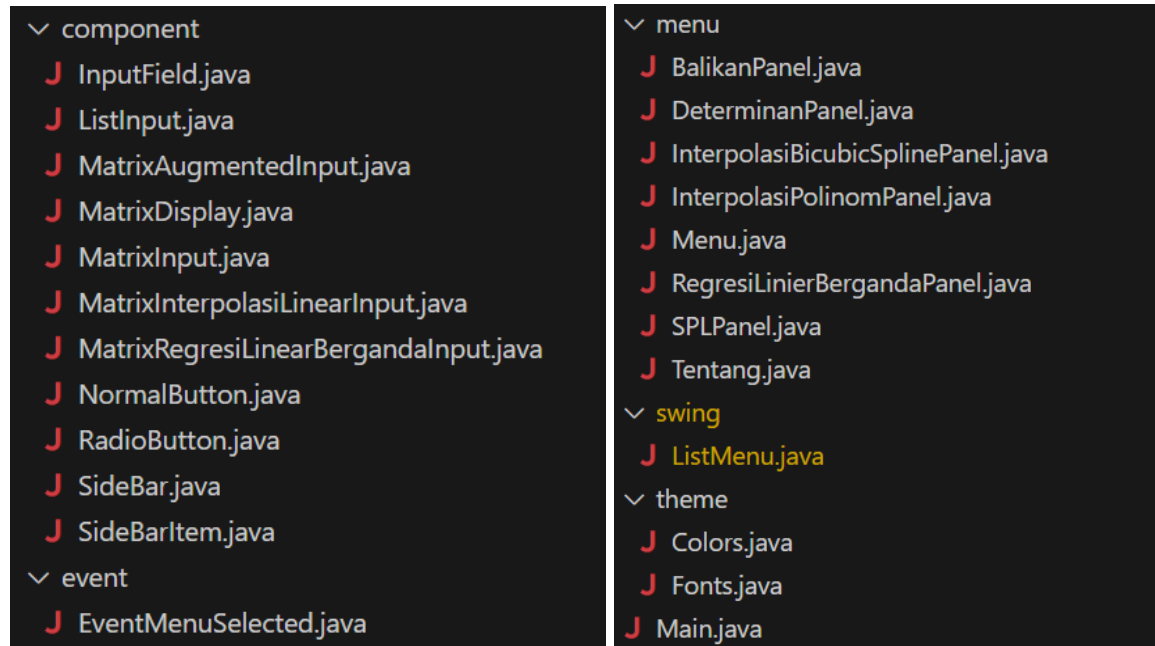 component
InputField.java
ListInput.java
MatrixAugmentedInput.java
MatrixDisplay.java
MatrixInput.java
MatrixInterpolasiLinearInput.java
MatrixRegresiLinearBergandaInput.java
NormalButton.java
RadioButton.java
SideBar.java
SideBarItem.java
event
EventMenuSelected.java
menu
BalikanPanel.java
DeterminanPanel.java
InterpolasiBicubicSplinePanel.java
InterpolasiPolinomPanel.java
Menu.java
RegresiLinierBergandaPanel.java
SPLPanel.java
Tentang.java
swing
ListMenu.java
theme
Colors.java
Fonts.java
Main.java